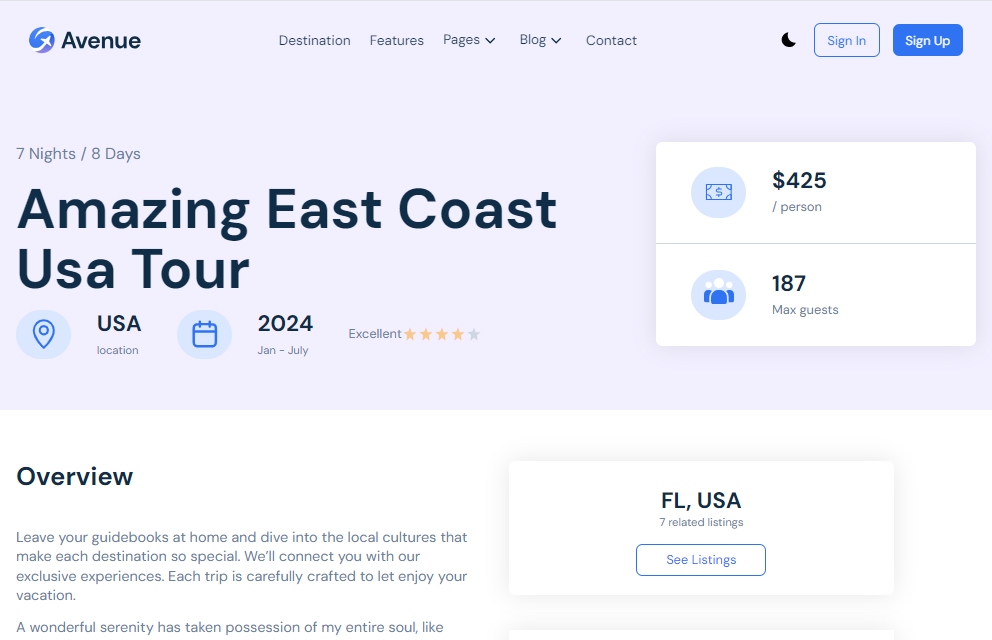 Avenue
Destination
Features
Pages
Blog
Contact
Sign In
Sign Up
7 Nights / 8 Days
Amazing East Coast
Usa Tour
USA
location
2024
Jan - July
Excellent
$425
/ person
187
Max guests
Overview
Leave your guidebooks at home and dive into the local cultures that
make each destination so special. We’ll connect you with our
exclusive experiences. Each trip is carefully crafted to let enjoy your
vacation.
A wonderful serenity has taken possession of my entire soul, like
FL, USA
7 related listings
See Listings